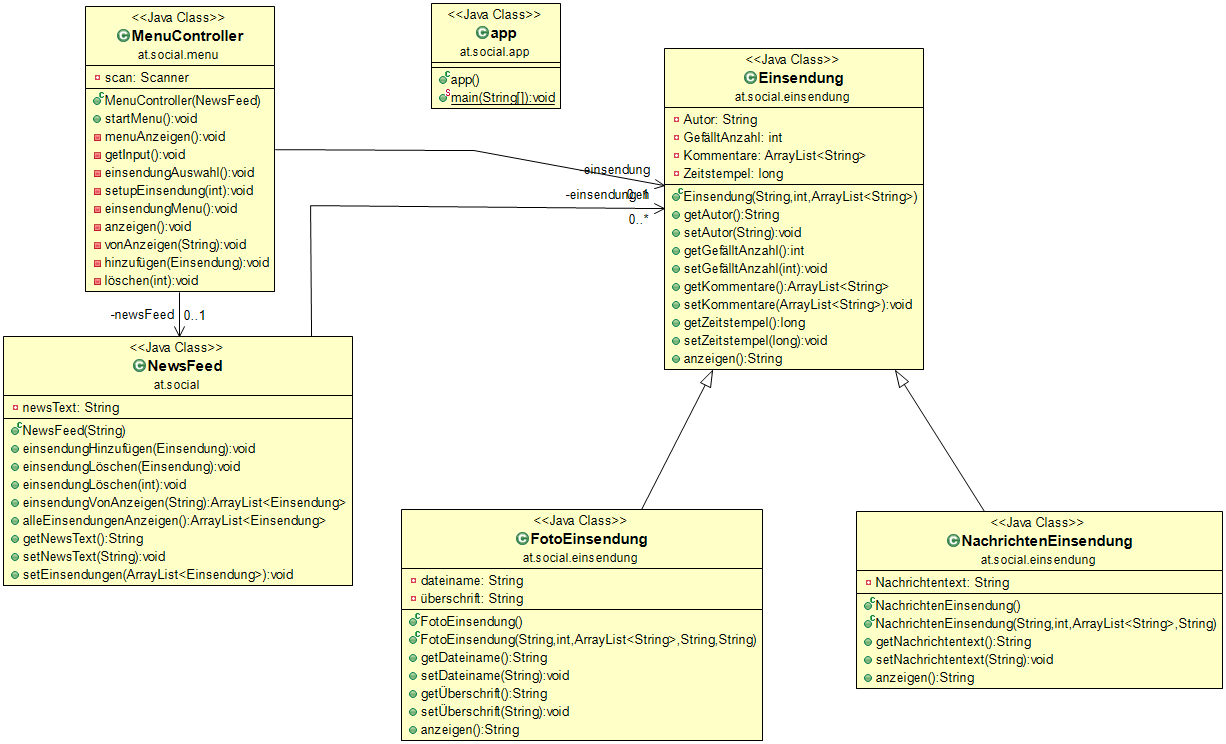 <<Java Class>>
MenuController
at.social.menu
scan: Scanner
MenuController(NewsFeed)
startMenu():void
menuAnzeigen():void
getInput():void
einsendungAuswahl():void
setupEinsendung(int):void
einsendungMenu():void
anzeigen():void
vonAnzeigen(String):void
hinzufügen(Einsendung):void
löschen(int):void
<<Java Class>>
app
at.social.app
app()
main(String[]):void
<<Java Class>>
Einsendung
at.social.einsendung
Autor: String
GefälltAnzahl: int
Kommentare: ArrayList<String>
Zeitstempel: long
Einsendung(String,int,ArrayList<String>)
getAutor():String
setAutor(String):void
getGefälltAnzahl():int
setGefälltAnzahl(int):void
getKommentare():ArrayList<String>
setKommentare(ArrayList<String>):void
getZeitstempel():long
setZeitstempel(long):void
anzeigen():String
einsendung
0..1
-einsendungen
0..*
-newsFeed
0..1
<<Java Class>>
NewsFeed
at.social
newsText: String
NewsFeed(String)
einsendungHinzufügen(Einsendung):void
einsendungLöschen(Einsendung):void
einsendungLöschen(int):void
einsendungVonAnzeigen(String):ArrayList<Einsendung>
alleEinsendungenAnzeigen():ArrayList<Einsendung>
getNewsText():String
setNewsText(String):void
setEinsendungen(ArrayList<Einsendung>):void
<<Java Class>>
FotoEinsendung
at.social.einsendung
dateiname: String
überschrift: String
FotoEinsendung()
FotoEinsendung(String,int,ArrayList<String>,String,String)
getDateiname():String
setDateiname(String):void
getÜberschrift():String
setÜberschrift(String):void
anzeigen():String
<<Java Class>>
NachrichtenEinsendung
at.social.einsendung
Nachrichtentext: String
NachrichtenEinsendung()
NachrichtenEinsendung(String,int,ArrayList<String>,String)
getNachrichtentext():String
setNachrichtentext(String):void
anzeigen():String